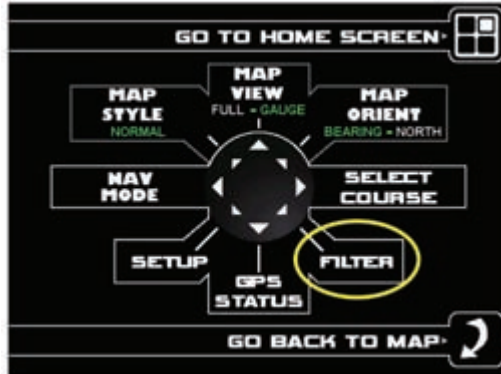 GO TO HOME SCREEN
MAP
VIEW
FULL - GAUGE
MAP
STYLE
NORMAL
MAP
ORIENT
BEARING - NORTH
NAV
MODE
SELECT
COURSE
SETUP
FILTER
GPS
STATUS
GO BACK TO MAP